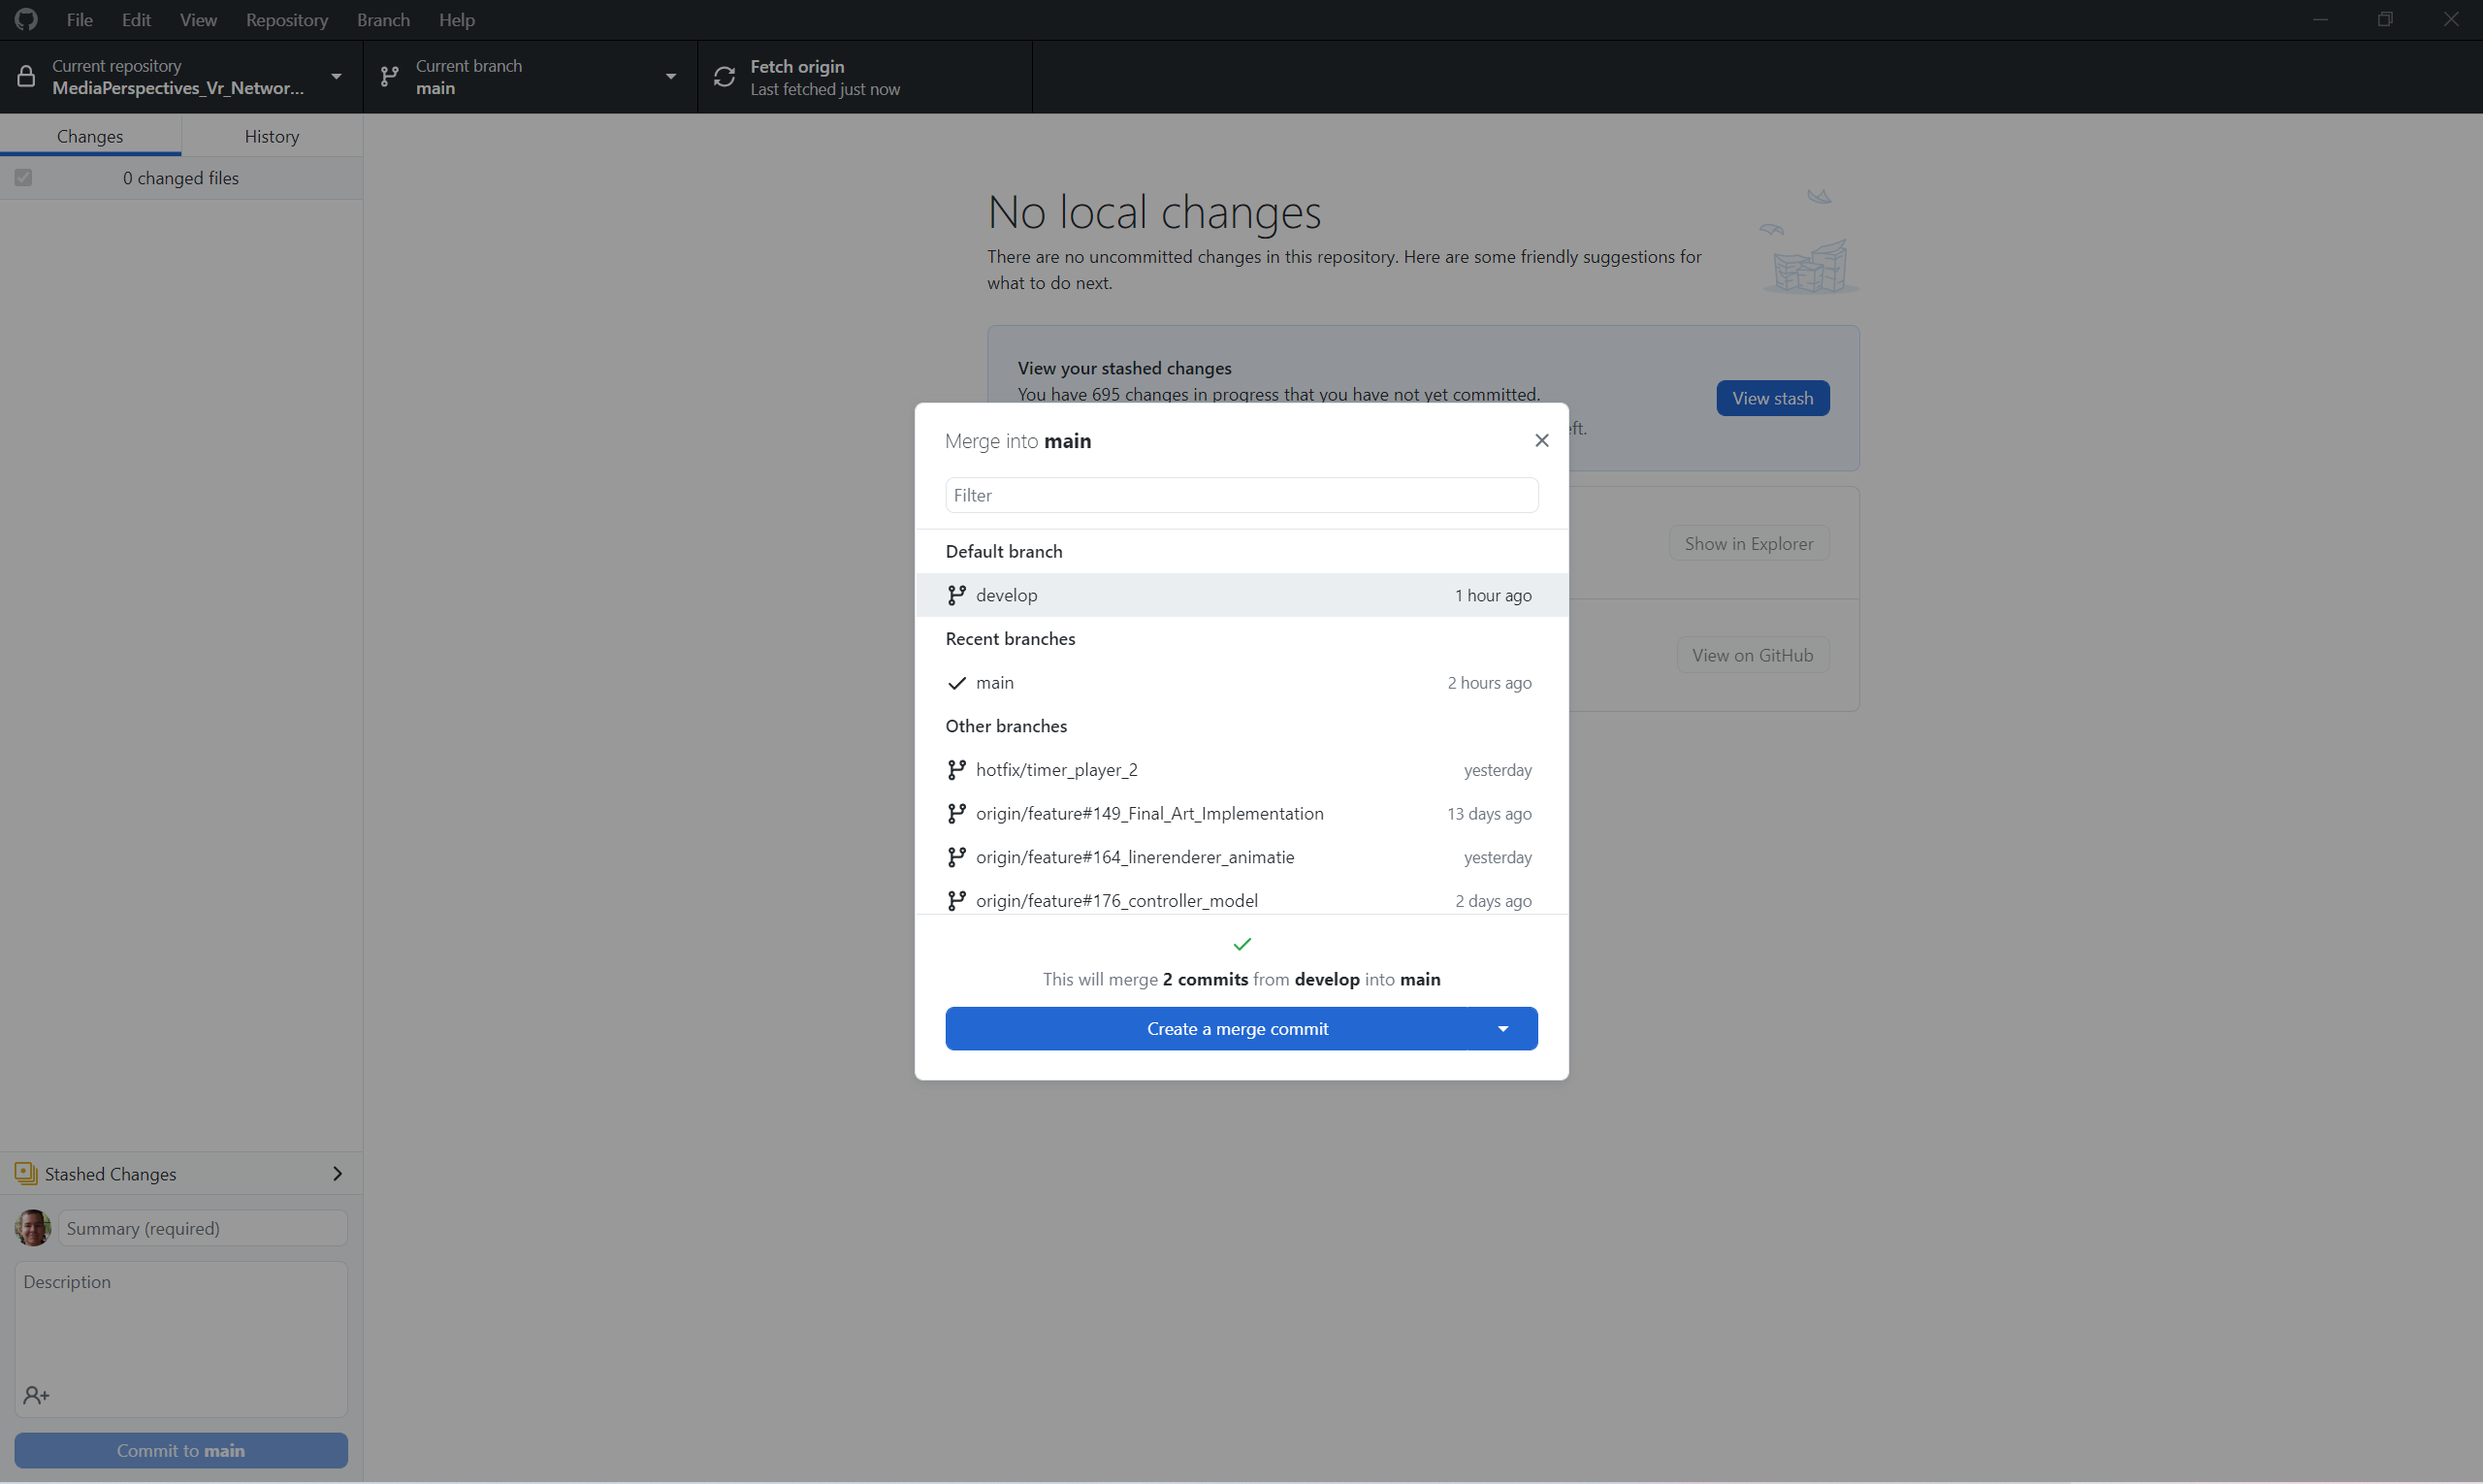 File Edit View Repository Branch Help
Current repository
MediaPerspectives_Vr_Networ...
Current branch
main
Fetch origin
Last fetched just now
Changes
History
0 changed files
No local changes
There are no uncommitted changes in this repository. Here are some friendly suggestions for
what to do next.
View your stashed changes
You have 695 changes in progress that you have not yet committed.
View stash
eft.
Show in Explorer
View on GitHub
Merge into main
Filter
Default branch
develop 1 hour ago
Recent branches
main 2 hours ago
Other branches
hotfix/timer_player_2 yesterday
origin/feature#149_Final_Art_Implementation 13 days ago
origin/feature#164_linerenderer_animatie yesterday
origin/feature#176_controller_model 2 days ago
This will merge 2 commits from develop into main
Create a merge commit
Stashed Changes
Summary (required)
Description
Commit to main